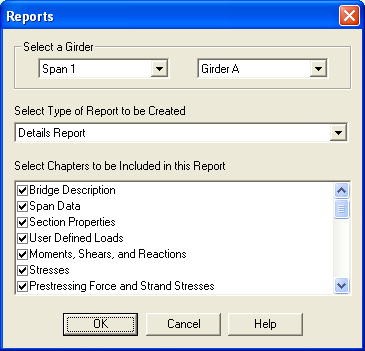 Reports
Select a Girder
Span 1 Girder A
Select Type of Report to be Created
Details Report
Select Chapters to be Included in this Report
Bridge Description
Span Data
Section Properties
User Defined Loads
Moments, Shears, and Reactions
Stresses
Prestressing Force and Strand Stresses
OK Cancel Help